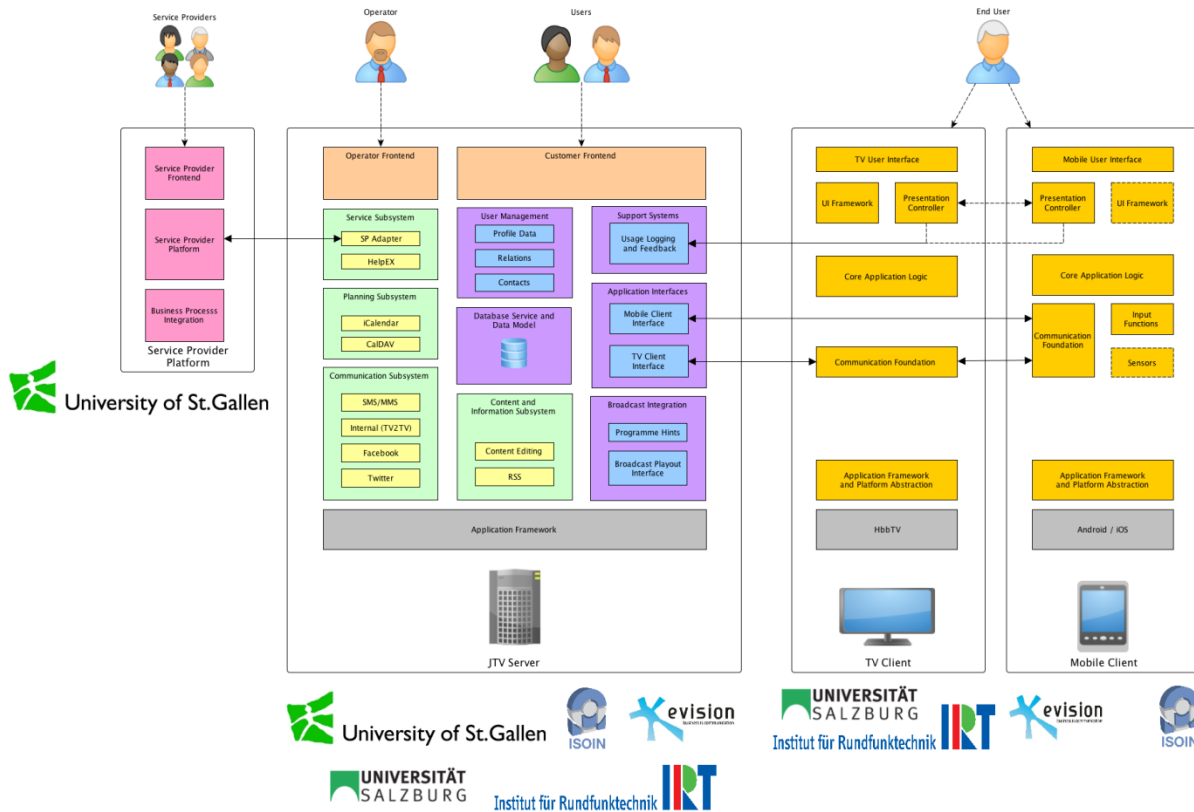 Service Providers
Operator
Users
End User
Service Provider
Frontend
Service Provider
Platform
Business Processs
Integration
Service Provider
Platform
University of St.Gallen
Operator Frontend
Customer Frontend
Service Subsystem
SP Adapter
HelpEX
Planning Subsystem
iCalendar
CalDAV
Communication Subsystem
SMS/MMS
Internal (TV2TV)
Facebook
Twitter
User Management
Profile Data
Relations
Contacts
Database Service and
Data Model
Content and
Information Subsystem
Content Editing
RSS
Support Systems
Usage Logging
and Feedback
Application Interfaces
Mobile Client
Interface
TV Client
Interface
Broadcast Integration
Programme Hints
Broadcast Playout
Interface
Application Framework
JTV Server
TV User Interface
UI Framework
Presentation
Controller
Core Application Logic
Communication Foundation
Application Framework
and Platform Abstraction
HbbTV
TV Client
Mobile User Interface
Presentation
Controller
UI Framework
Core Application Logic
Communication
Foundation
Input
Functions
Sensors
Application Framework
and Platform Abstraction
Android / iOS
Mobile Client
University of St.Gallen
ISOIN
evision
UNIVERSITÄT
SALZBURG
Institut für Rundfunktechnik
IRT
UNIVERSITÄT
SALZBURG
Institut für Rundfunktechnik
IRT
evision
ISOIN